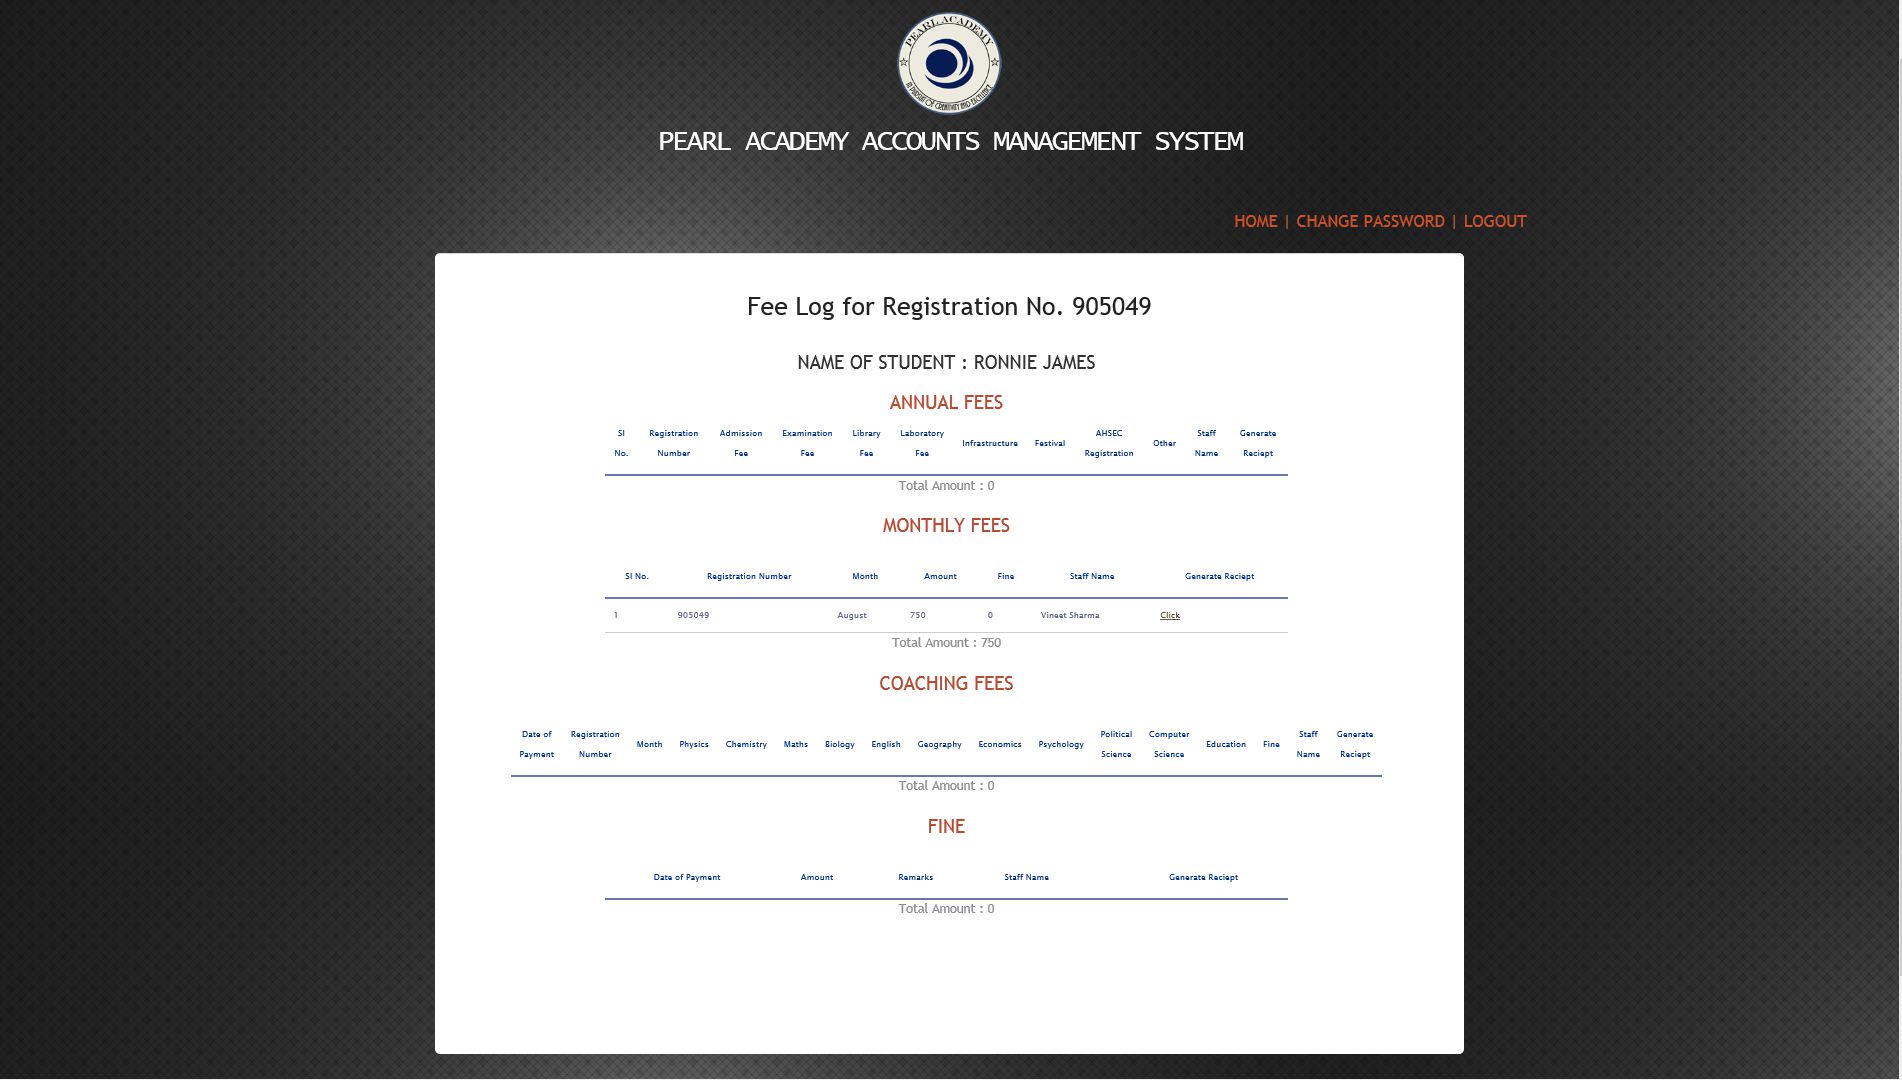 PEARL ACADEMY
IN PURSUIT OF CREATIVITY AND EXCELLENCE
PEARL ACADEMY ACCOUNTS MANAGEMENT SYSTEM
HOME | CHANGE PASSWORD | LOGOUT
Fee Log for Registration No. 905049
NAME OF STUDENT : RONNIE JAMES
ANNUAL FEES
Sl No. Registration Number Admission Fee Examination Fee Library Fee Laboratory Fee Infrastructure Festival AHSEC Registration Other Staff Name Generate Reciept
Total Amount : 0
MONTHLY FEES
Sl No. Registration Number Month Amount Fine Staff Name Generate Reciept
1 905049 August 750 0 Vineet Sharma Click
Total Amount : 750
COACHING FEES
Date of Payment Registration Number Month Physics Chemistry Maths Biology English Geography Economics Psychology Political Science Computer Science Education Fine Staff Name Generate Reciept
Total Amount : 0
FINE
Date of Payment Amount Remarks Staff Name Generate Reciept
Total Amount : 0